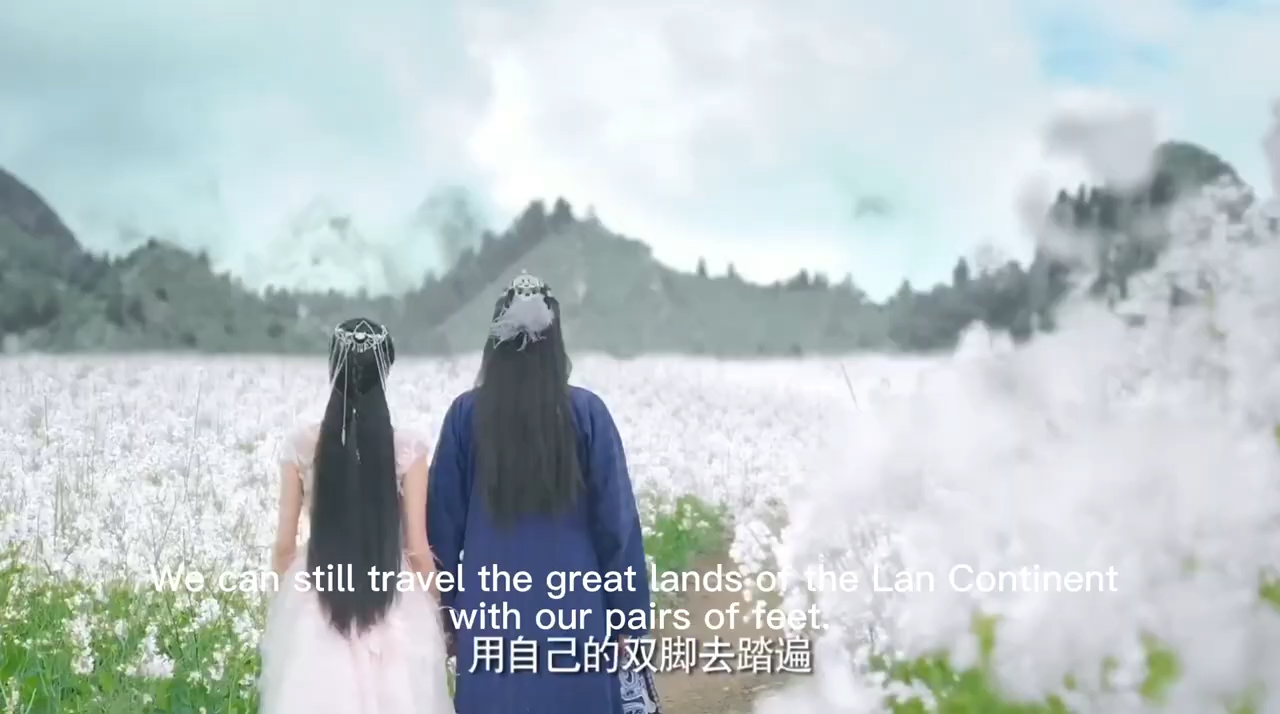 We can still travel the great lands of the Lan Continent
with our pairs of feet.
用自己的双脚去踏遍